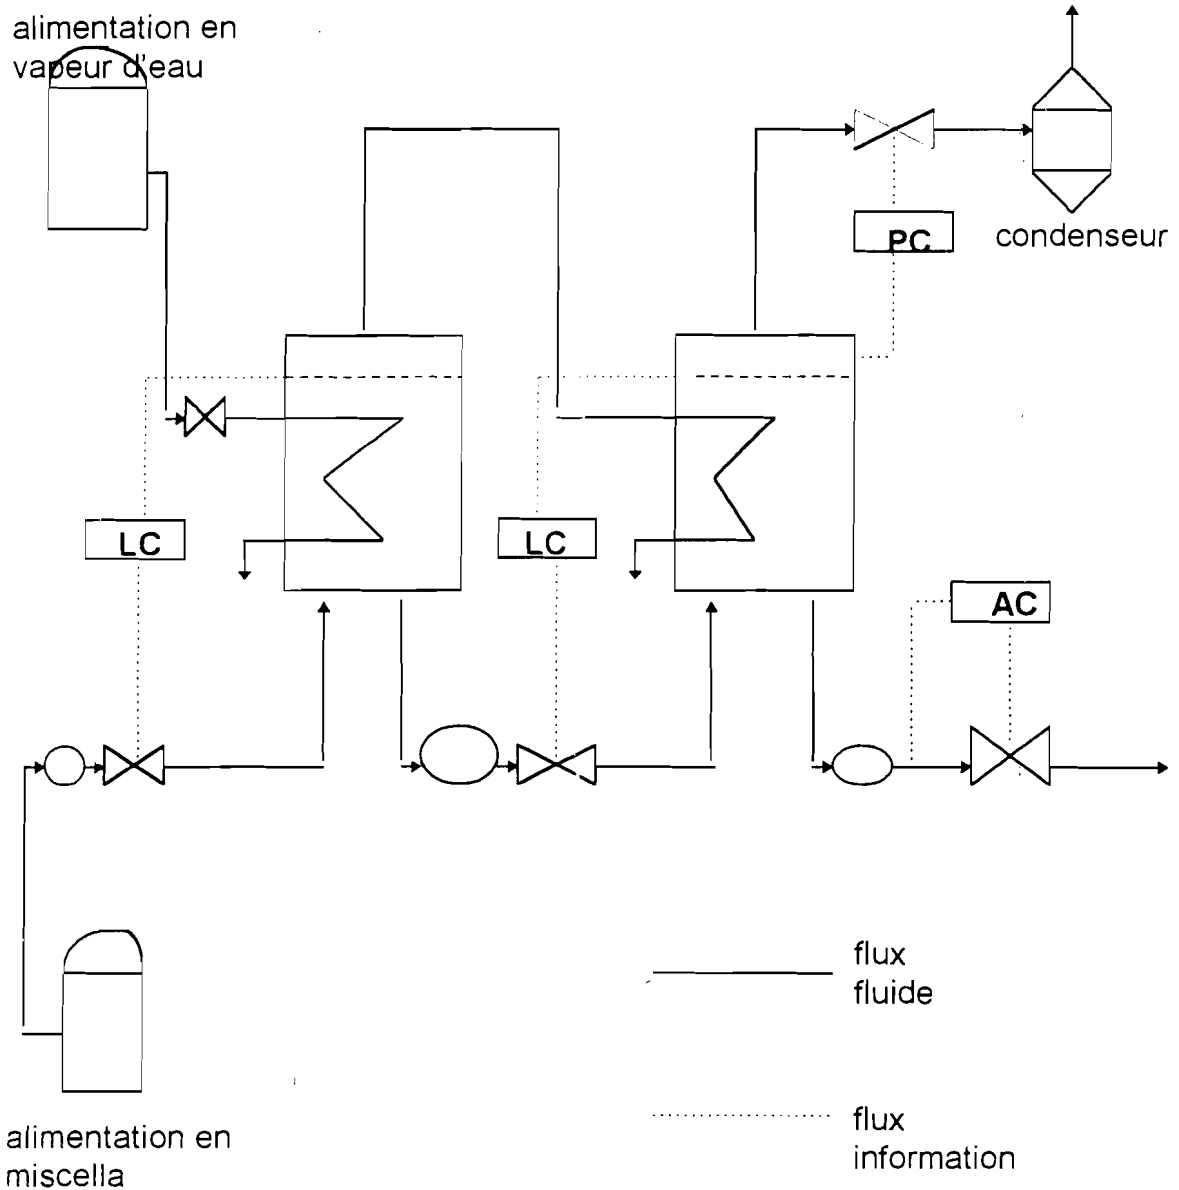 alimentation en
vapeur d'eau
PC
condenseur
LC
LC
AC
flux
fluide
alimentation en
miscella
flux
information